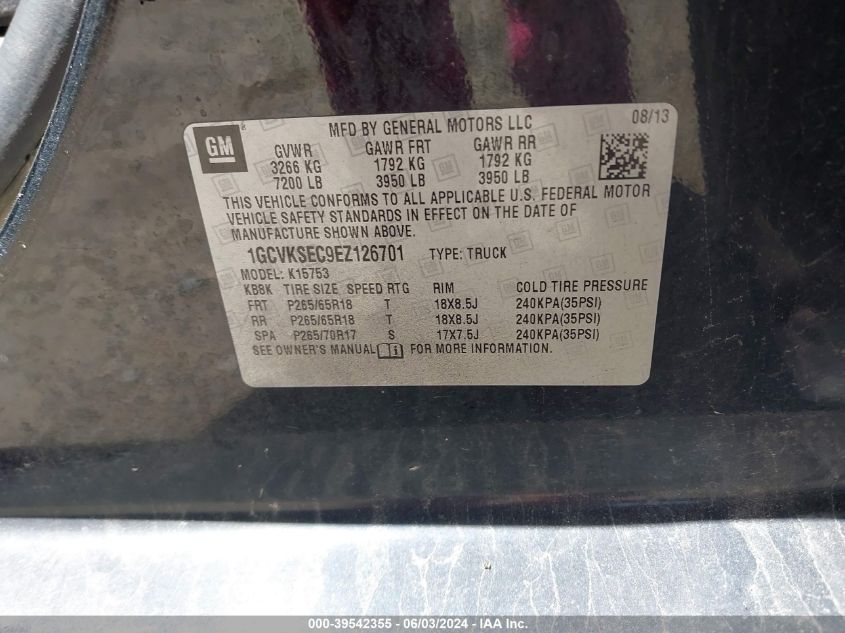 MFD BY GENERAL MOTORS LLC 08/13
GM
GVWR GAWR FRT GAWR RR
3266 KG 1792 KG 1792 KG
7200 LB 3950 LB 3950 LB
THIS VEHICLE CONFORMS TO ALL APPLICABLE U.S. FEDERAL MOTOR
VEHICLE SAFETY STANDARDS IN EFFECT ON THE DATE OF
MANUFACTURE SHOWN ABOVE.
1GCVKSEC9EZ126701 TYPE: TRUCK
MODEL: K15753
KB8K TIRE SIZE SPEED RTG RIM COLD TIRE PRESSURE
FRT P265/65R18 T 18X8.5J 240KPA(35PSI)
RR P265/65R18 T 18X8.5J 240KPA(35PSI)
SPA P265/70R17 S 17X7.5J 240KPA(35PSI)
SEE OWNER'S MANUAL i FOR MORE INFORMATION.
000-39542355 - 06/03/2024 - IAA Inc.